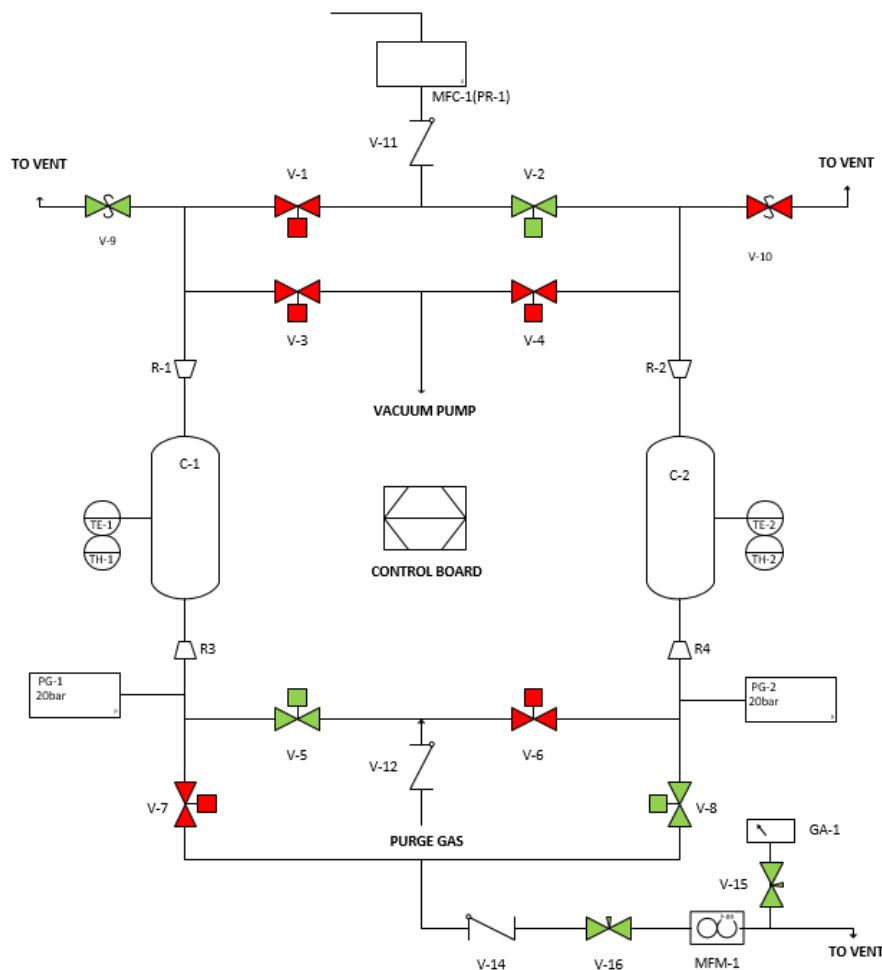 MFC-1(PR-1)
V-11
TO VENT
V-1
V-2
TO VENT
V-9
V-10
V-3
V-4
R-1
R-2
VACUUM PUMP
C-1
C-2
TE-1
TH-1
TE-2
TH-2
CONTROL BOARD
R3
R4
PG-1
20bar
PG-2
20bar
V-5
V-12
V-6
V-7
V-8
PURGE GAS
GA-1
V-15
V-14
V-16
MFM-1
TO VENT